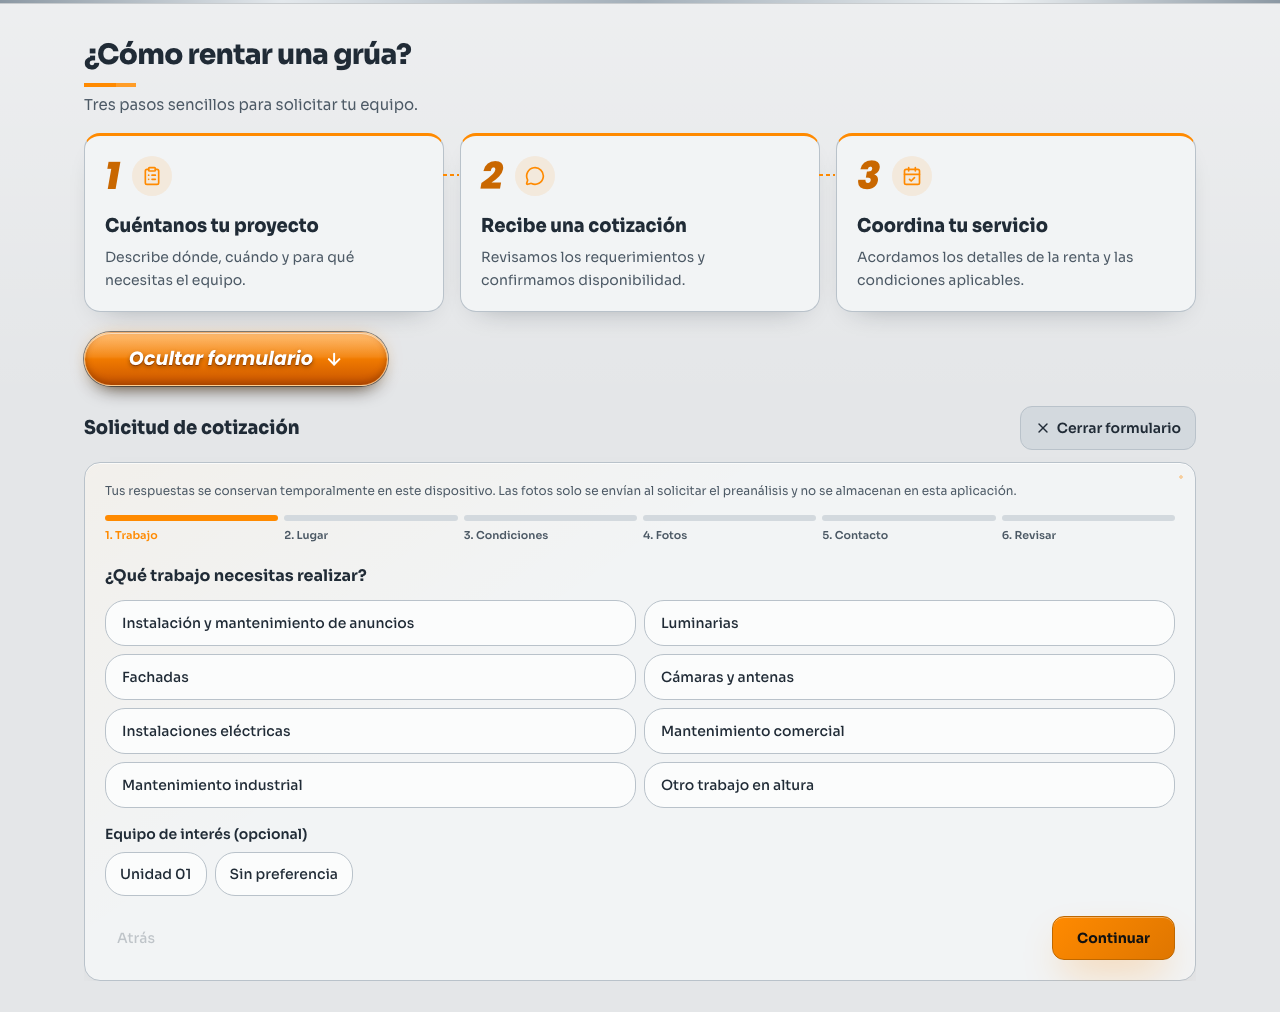 ¿Cómo rentar una grúa?
Tres pasos sencillos para solicitar tu equipo.
1
Cuéntanos tu proyecto
Describe dónde, cuándo y para qué
necesitas el equipo.
2
Recibe una cotización
Revisamos los requerimientos y
confirmamos disponibilidad.
3
Coordina tu servicio
Acordamos los detalles de la renta y las
condiciones aplicables.
Ocultar formulario
Solicitud de cotización
Cerrar formulario
Tus respuestas se conservan temporalmente en este dispositivo. Las fotos solo se envían al solicitar el preanálisis y no se almacenan en esta aplicación.
1. Trabajo
2. Lugar
3. Condiciones
4. Fotos
5. Contacto
6. Revisar
¿Qué trabajo necesitas realizar?
Instalación y mantenimiento de anuncios
Luminarias
Fachadas
Cámaras y antenas
Instalaciones eléctricas
Mantenimiento comercial
Mantenimiento industrial
Otro trabajo en altura
Equipo de interés (opcional)
Unidad 01
Sin preferencia
Atrás
Continuar